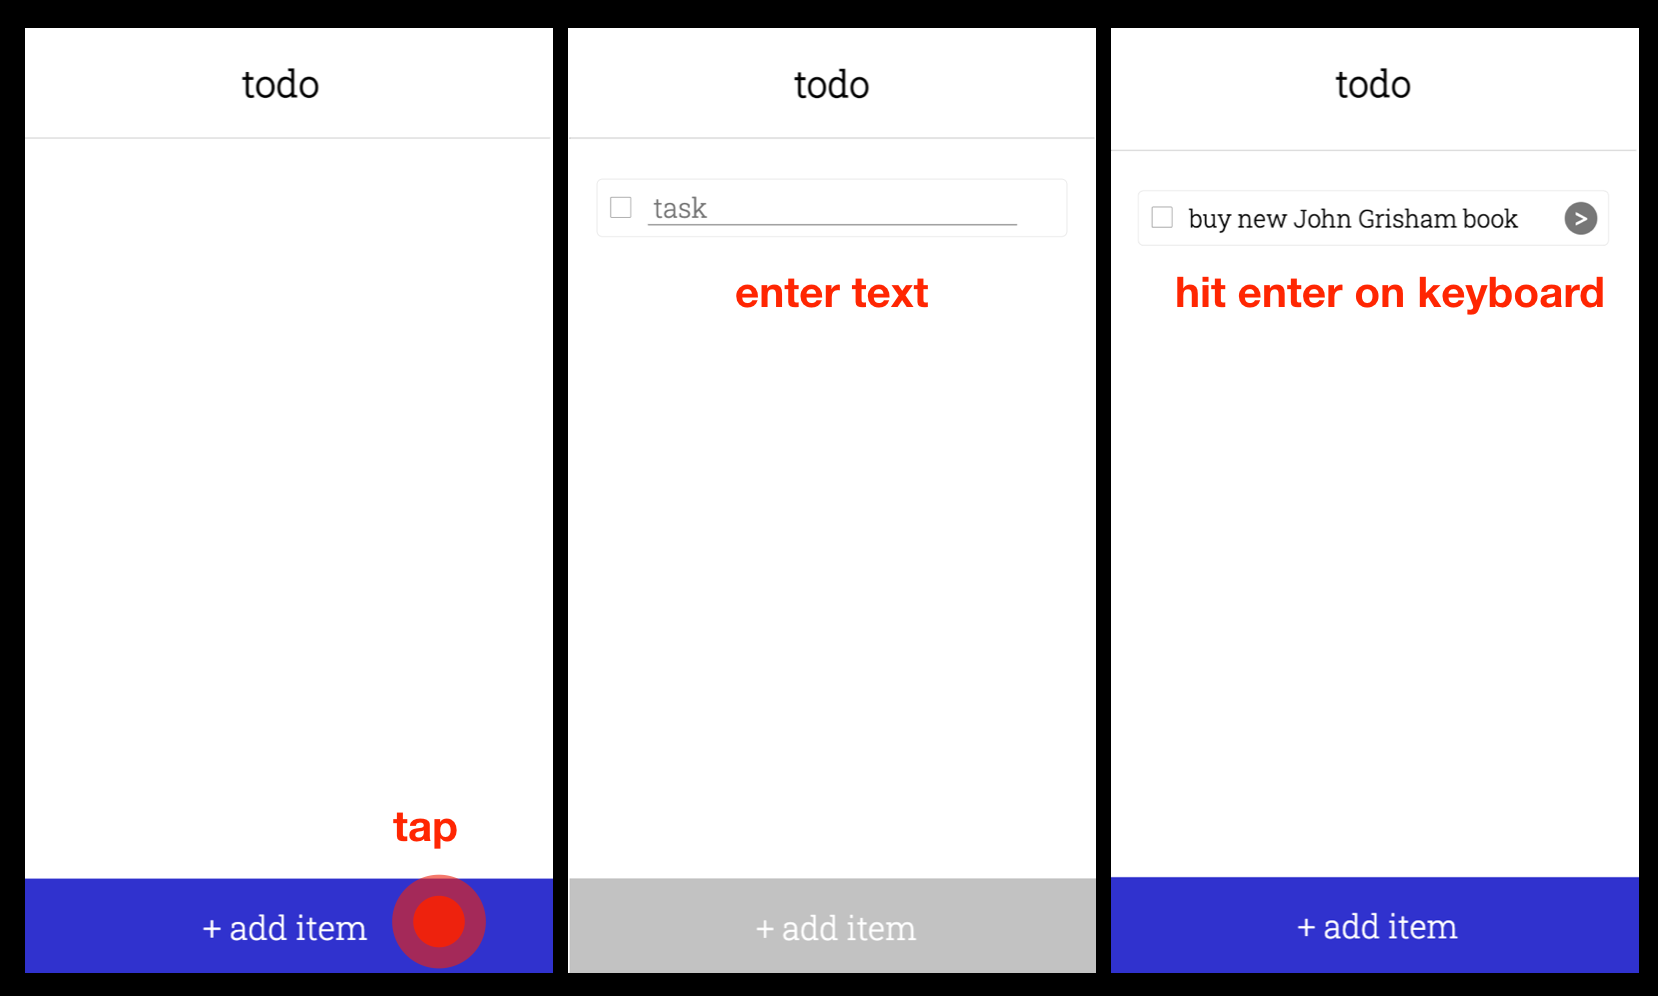 todo
tap
+ add item
todo
task
enter text
+ add item
todo
buy new John Grisham book >
hit enter on keyboard
+ add item